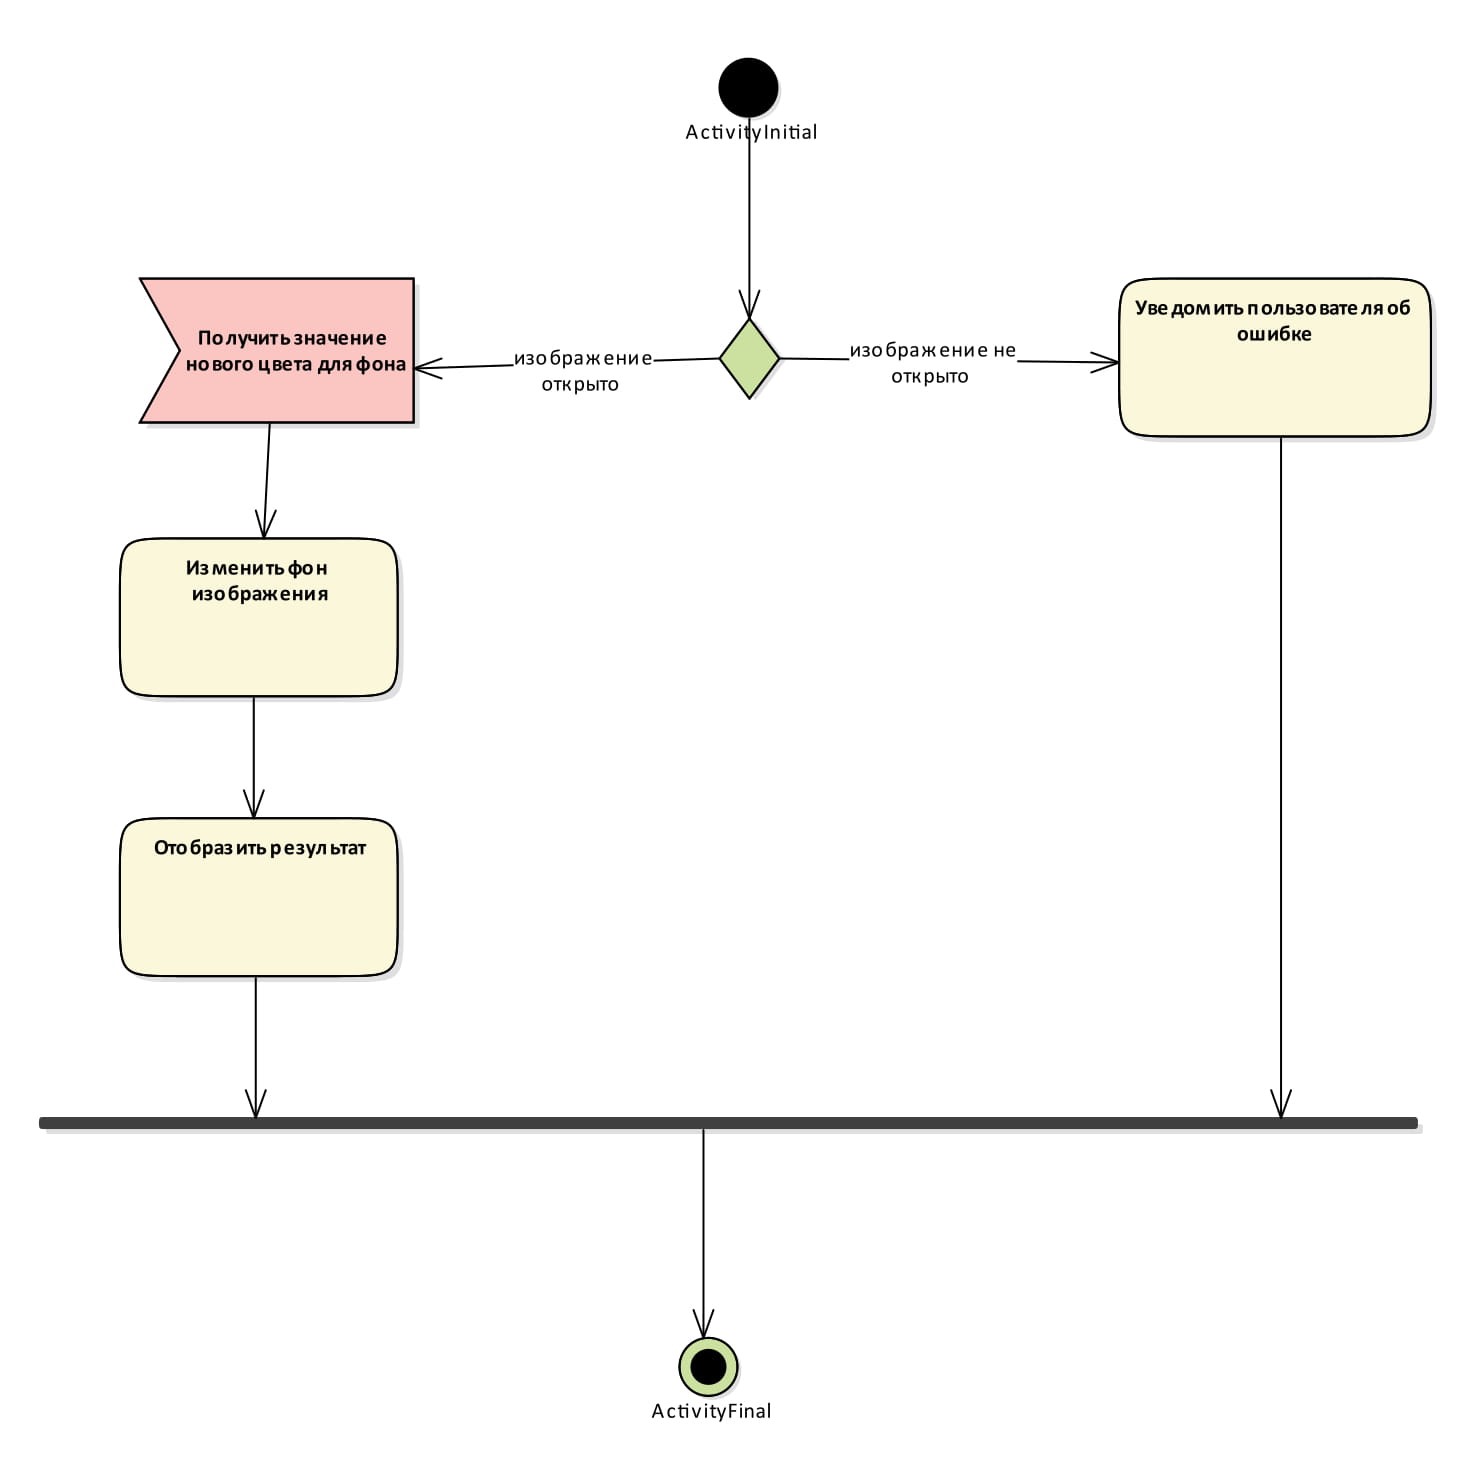 ActivityInitial
Получить значение
нового цвета для фона
изображение
открыто
изображение не
открыто
Уведомить пользователя об
ошибке
Изменить фон
изображения
Отобразить результат
ActivityFinal